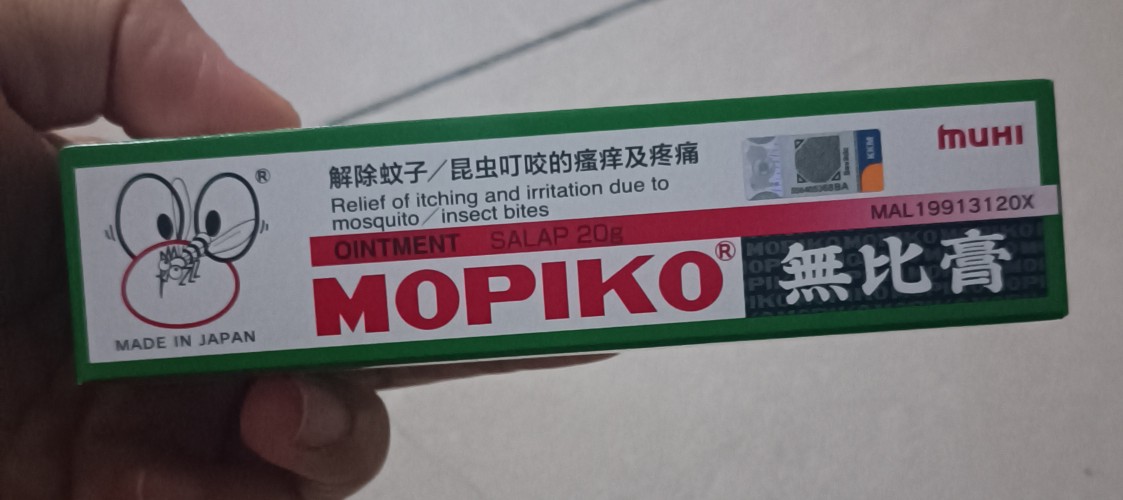 muHI
解除蚊子/昆虫叮咬的瘙痒及疼痛
Relief of itching and irritation due to
mosquito/insect bites
MAL19913120X
OINTMENT SALAP 20g
MOPIKO®
無比膏
®
MADE IN JAPAN